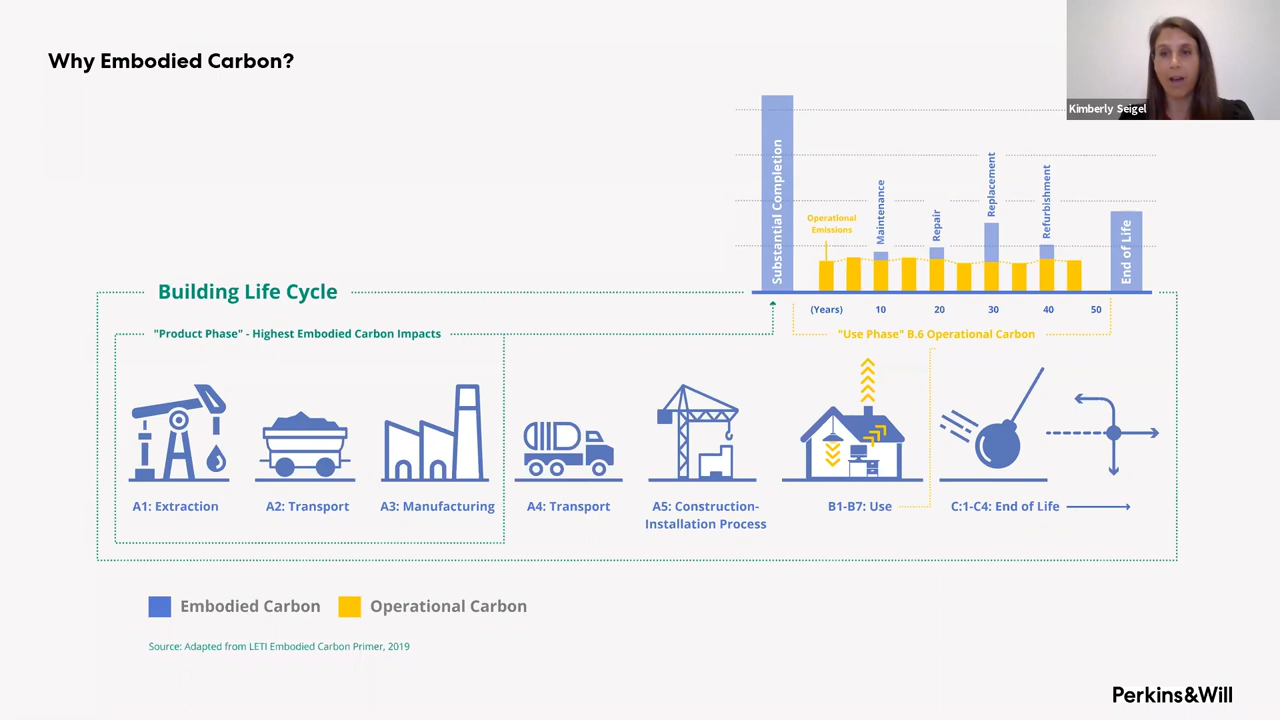 Why Embodied Carbon?
Kimberly Seigel
Substantial Completion
Operational
Emissions
Maintenance
Repair
Replacement
Refurbishment
End of Life
(Years) 10 20 30 40 50
Building Life Cycle
"Product Phase" - Highest Embodied Carbon Impacts
"Use Phase" B.6 Operational Carbon
A1: Extraction
A2: Transport
A3: Manufacturing
A4: Transport
A5: Construction-
Installation Process
B1-B7: Use
C:1-C4: End of Life
Embodied Carbon
Operational Carbon
Source: Adapted from LETI Embodied Carbon Primer, 2019
Perkins&Will